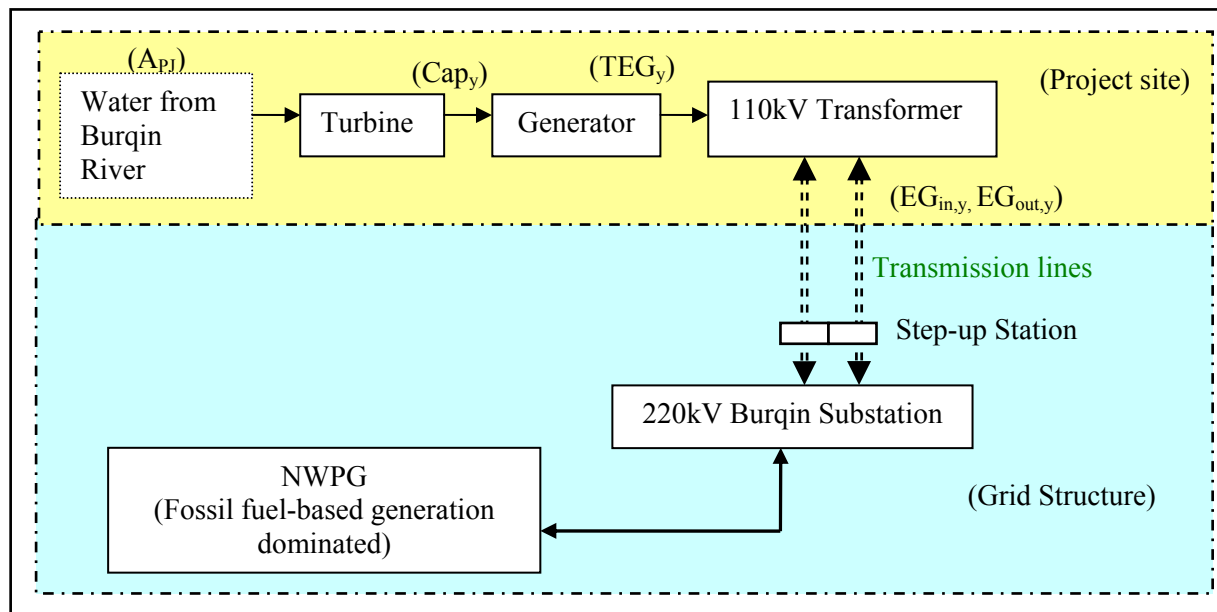 (A_PJ)
(Cap_y)
(TEG_y)
(Project site)
Water from
Burqin
River
Turbine
Generator
110kV Transformer
(EG_in,y, EG_out,y)
Transmission lines
Step-up Station
220kV Burqin Substation
NWPG
(Fossil fuel-based generation
dominated)
(Grid Structure)